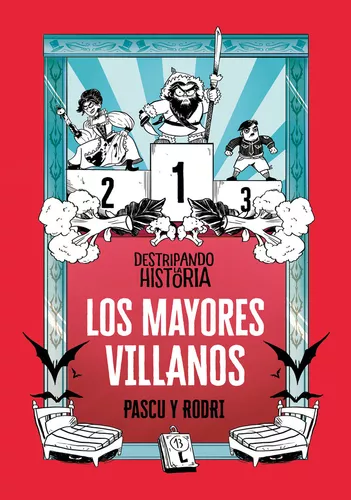 2
1
3
DESTRIPANDO
LA
HISTORIA
LOS MAYORES
VILLANOS
PASCU Y RODRI
B